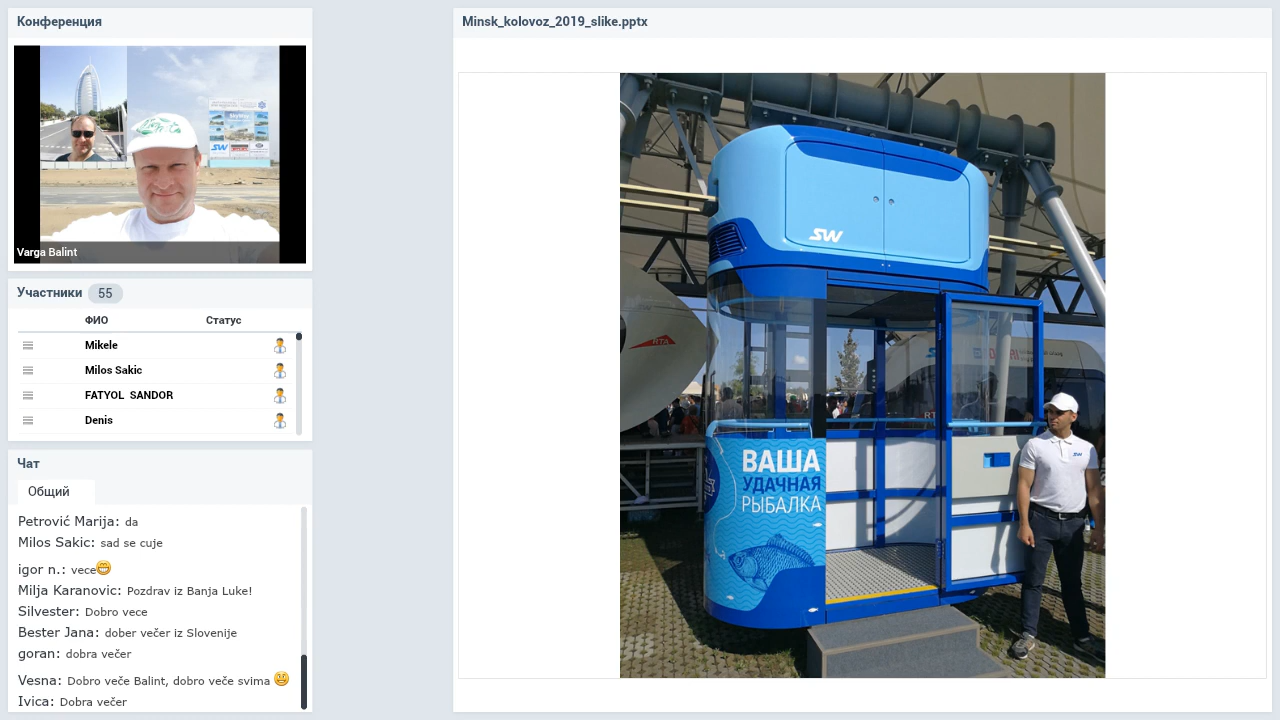 Конференция
Varga Balint
Участники 55
ФИО Статус
Mikele
Milos Sakic
FATYOL SANDOR
Denis
Чат
Общий
Petrović Marija: da
Milos Sakic: sad se cuje
igor n.: vece
Milja Karanovic: Pozdrav iz Banja Luke!
Silvester: Dobro vece
Bester Jana: dober večer iz Slovenije
goran: dobra večer
Vesna: Dobro veče Balint, dobro veče svima
Ivica: Dobra večer
Minsk_kolovoz_2019_slike.pptx
SW
RTA
ВАША
УДАЧНАЯ
РЫБАЛКА
SW